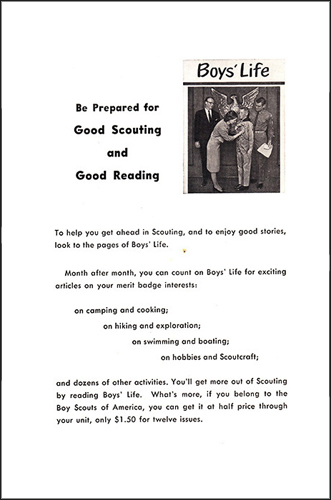 Boys' Life
Be Prepared for
Good Scouting
and
Good Reading
To help you get ahead in Scouting, and to enjoy good stories,
look to the pages of Boys' Life.
Month after month, you can count on Boys' Life for exciting
articles on your merit badge interests:
on camping and cooking;
on hiking and exploration;
on swimming and boating;
on hobbies and Scoutcraft;
and dozens of other activities. You'll get more out of Scouting
by reading Boys' Life. What's more, if you belong to the
Boy Scouts of America, you can get it at half price through
your unit, only $1.50 for twelve issues.